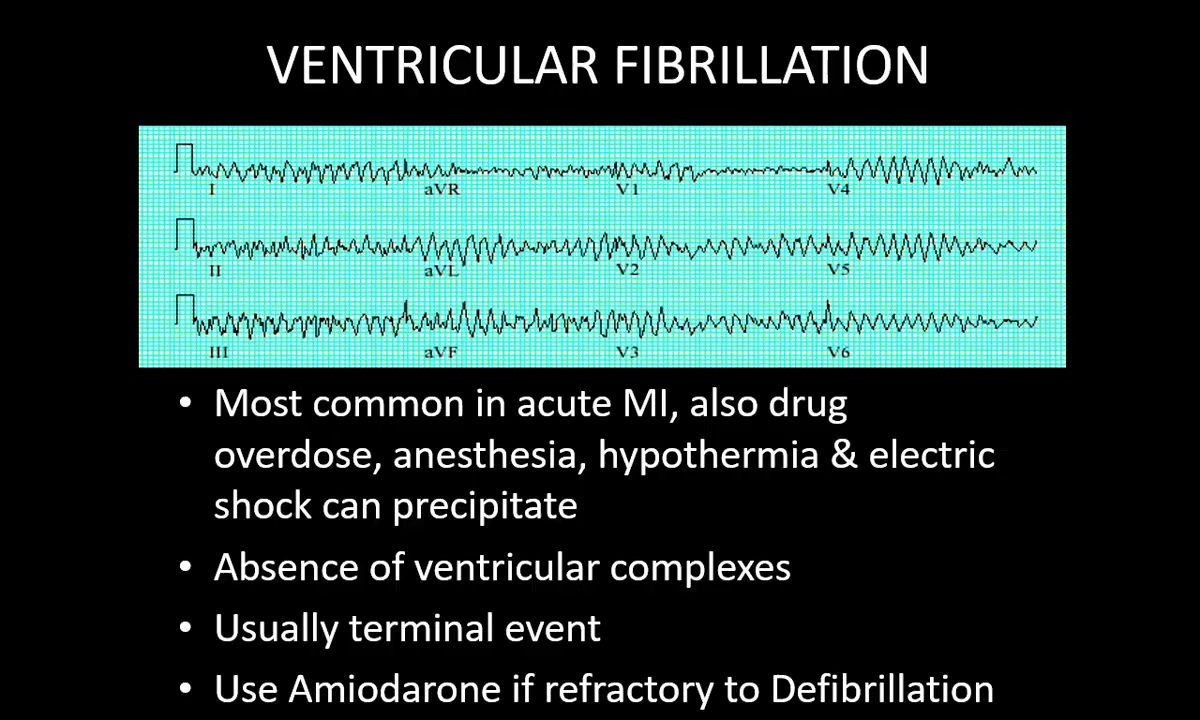 VENTRICULAR FIBRILLATION
I aVR V1 V4
II aVL V2 V5
III aVF V3 V6
• Most common in acute MI, also drug
overdose, anesthesia, hypothermia & electric
shock can precipitate
• Absence of ventricular complexes
• Usually terminal event
• Use Amiodarone if refractory to Defibrillation